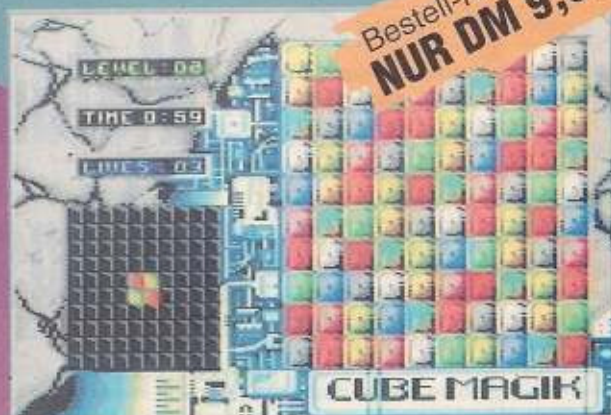 Bestell-
NUR DM 9,
LEVEL:02
TIME 0:59
LIVES:03
CUBE MAGIK